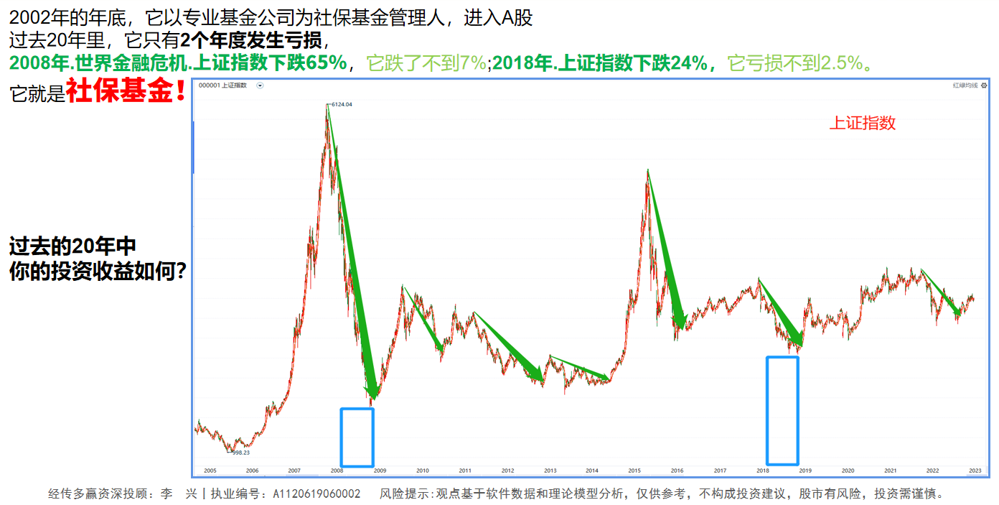 2002年的年底，它以专业基金公司为社保基金管理人，进入A股
过去20年里，它只有2个年度发生亏损，
2008年.世界金融危机.上证指数下跌65%，它跌了不到7%;2018年.上证指数下跌24%，它亏损不到2.5%。
它就是社保基金！
000001 上证指数
红绿均线
6124.04
上证指数
过去的20年中
你的投资收益如何?
998.23
2005 2006 2007 2008 2009 2010 2011 2012 2013 2014 2015 2016 2017 2018 2019 2020 2021 2022 2023
经传多赢资深投顾：李 兴丨执业编号：A1120619060002 风险提示:观点基于软件数据和理论模型分析，仅供参考，不构成投资建议，股市有风险，投资需谨慎。